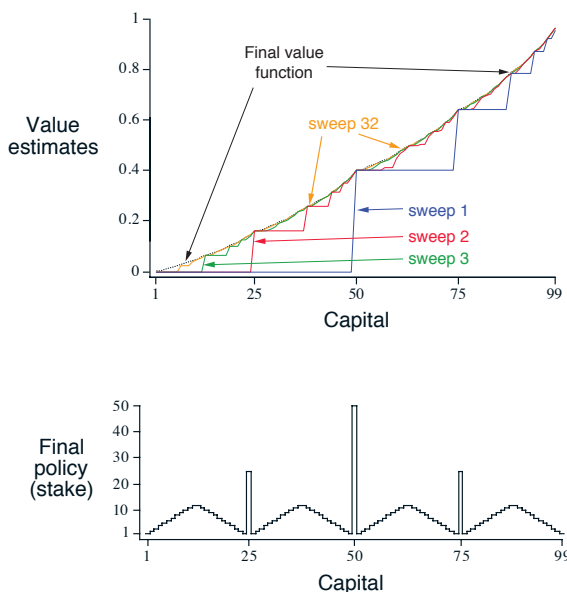 1
0.8
0.6
0.4
0.2
0
Value
estimates
Final value
function
sweep 32
sweep 1
sweep 2
sweep 3
1 25 50 75 99
Capital
50
40
30
20
10
1
Final
policy
(stake)
1 25 50 75 99
Capital